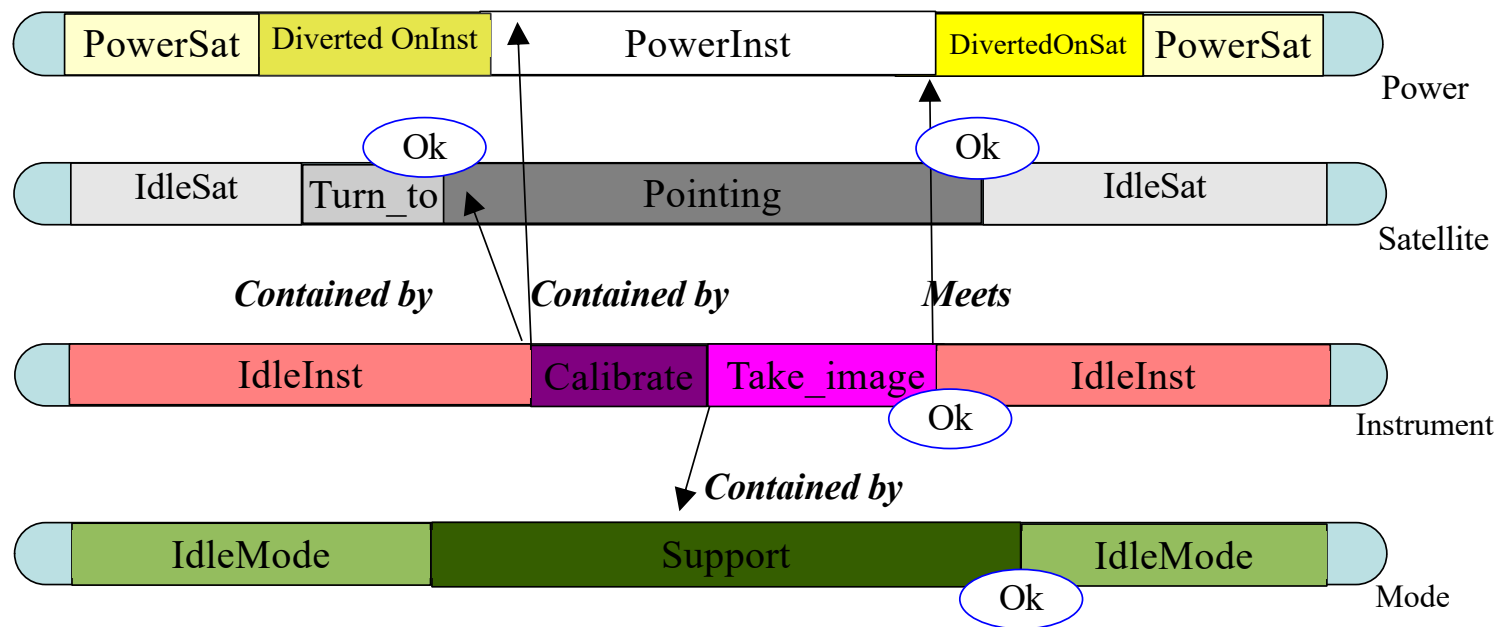 PowerSat Diverted OnInst PowerInst DivertedOnSat PowerSat
Power
Ok Ok
IdleSat Turn_to Pointing IdleSat
Satellite
Contained by Contained by Meets
IdleInst Calibrate Take_image IdleInst
Ok
Instrument
Contained by
IdleMode Support IdleMode
Ok
Mode